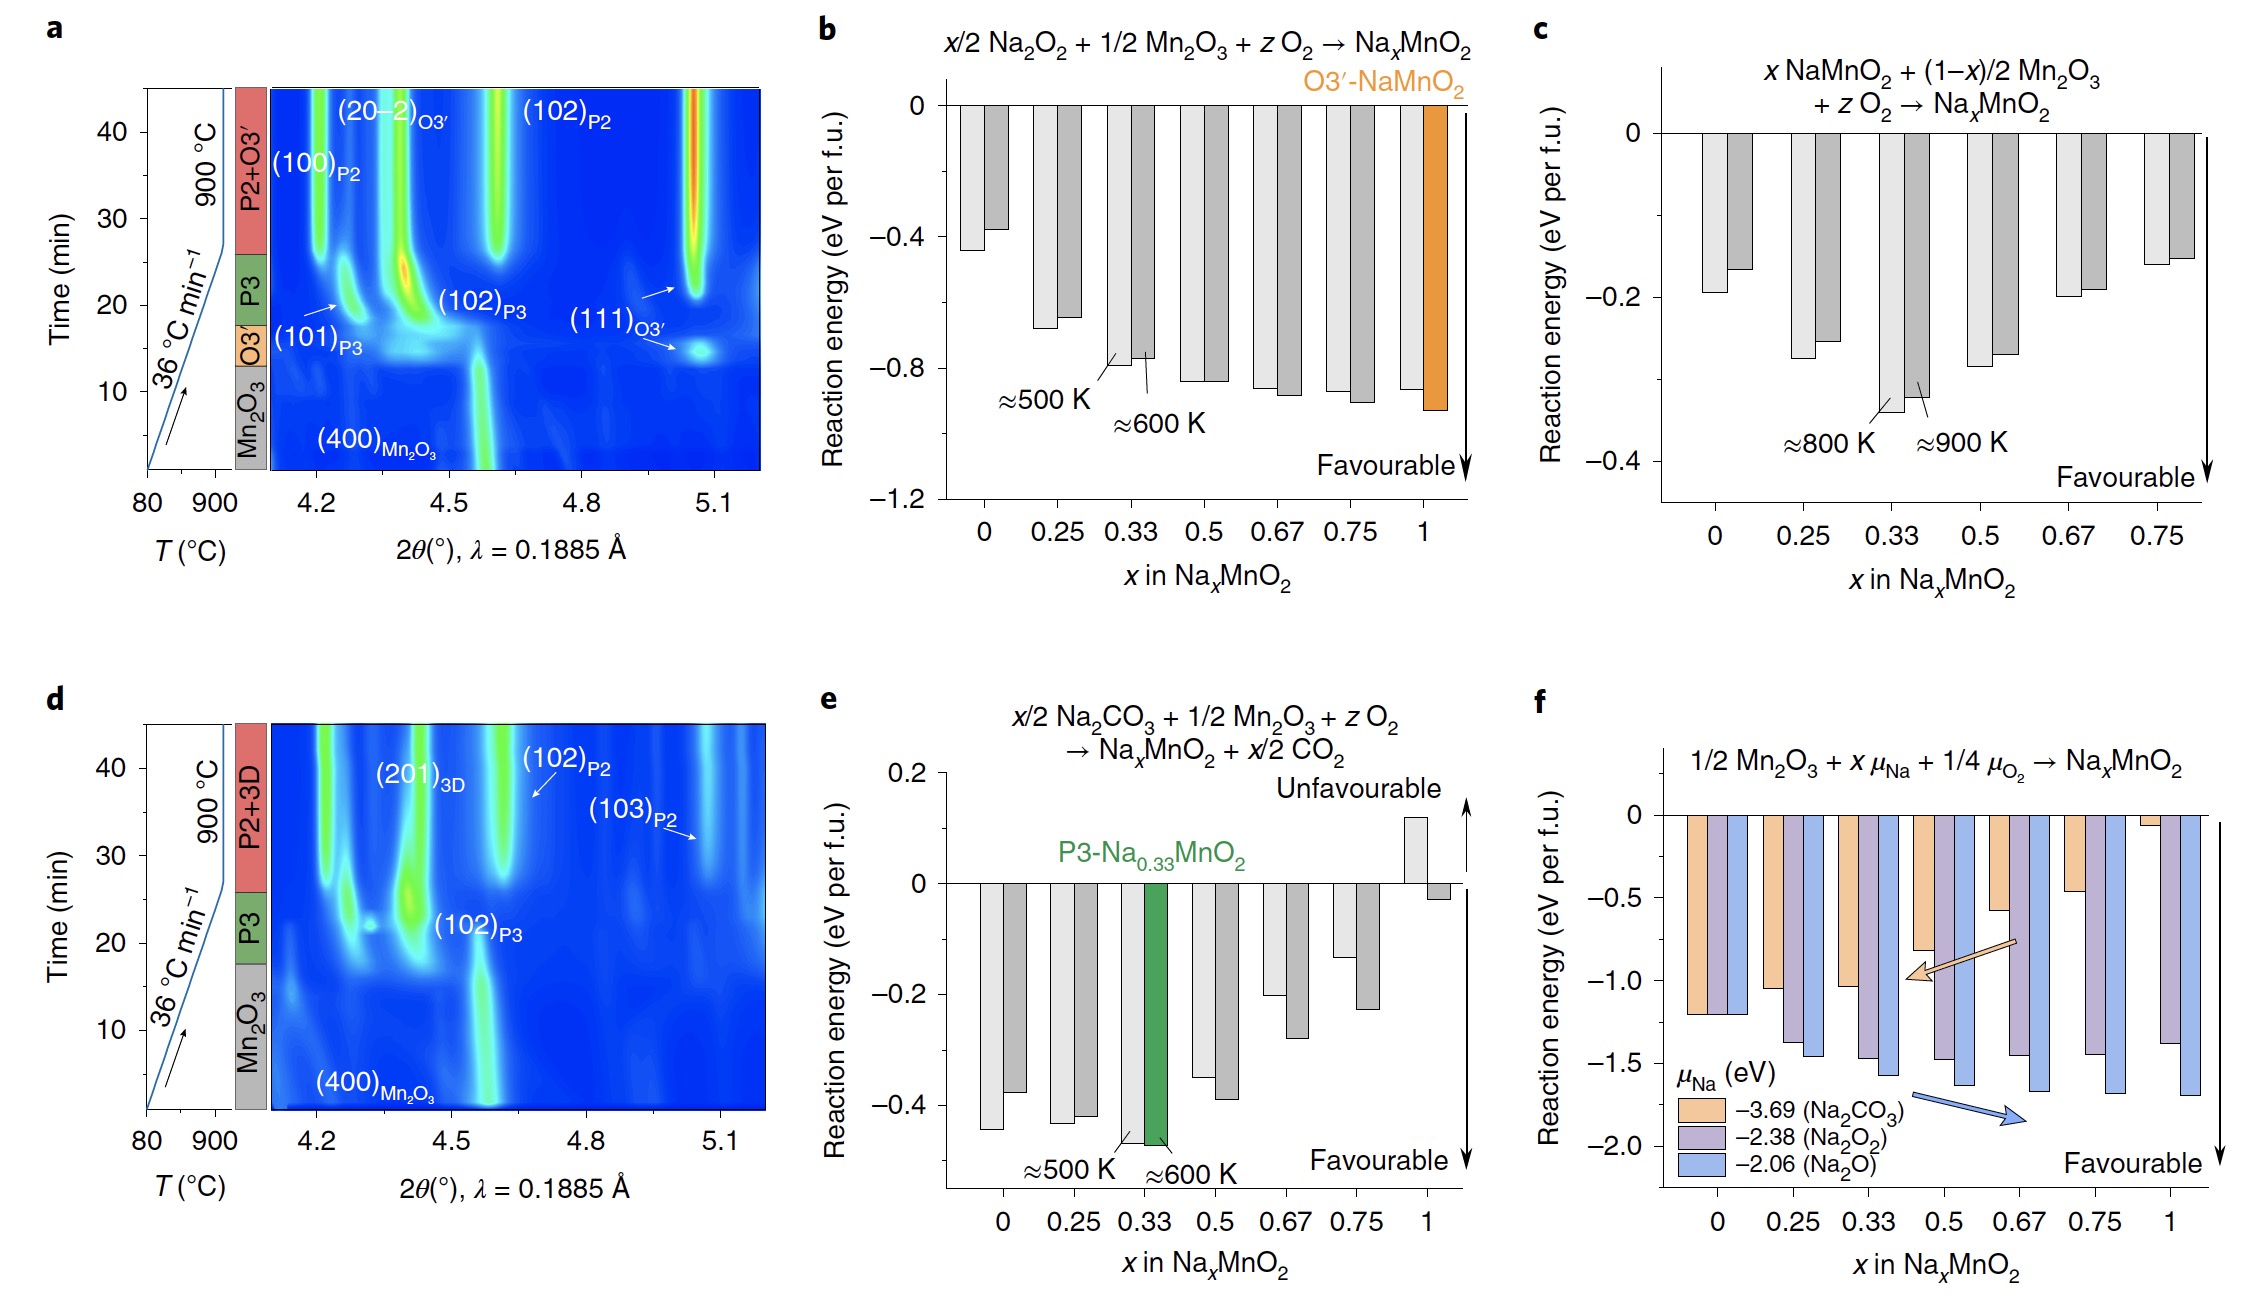 a
Time (min)
40
30
20
10
900 °C
36 °C min⁻¹
80 900
T (°C)
P2+O3′
P3
O3′
Mn₂O₃
(20–2)O3′
(102)P2
(100)P2
(102)P3
(101)P3
(111)O3′
(400)Mn₂O₃
4.2 4.5 4.8 5.1
2θ(°), λ = 0.1885 Å
b
x/2 Na₂O₂ + 1/2 Mn₂O₃ + z O₂ → NaₓMnO₂
O3′-NaMnO₂
Reaction energy (eV per f.u.)
0
–0.4
–0.8
–1.2
≈500 K
≈600 K
Favourable
0 0.25 0.33 0.5 0.67 0.75 1
x in NaₓMnO₂
c
x NaMnO₂ + (1–x)/2 Mn₂O₃
+ z O₂ → NaₓMnO₂
Reaction energy (eV per f.u.)
0
–0.2
–0.4
≈800 K ≈900 K
Favourable
0 0.25 0.33 0.5 0.67 0.75
x in NaₓMnO₂
d
Time (min)
40
30
20
10
900 °C
36 °C min⁻¹
80 900
T (°C)
P2+3D
P3
Mn₂O₃
(201)3D
(102)P2
(103)P2
(102)P3
(400)Mn₂O₃
4.2 4.5 4.8 5.1
2θ(°), λ = 0.1885 Å
e
x/2 Na₂CO₃ + 1/2 Mn₂O₃ + z O₂
→ NaₓMnO₂ + x/2 CO₂
Reaction energy (eV per f.u.)
0.2
0
–0.2
–0.4
Unfavourable
P3-Na₀.₃₃MnO₂
≈500 K ≈600 K
Favourable
0 0.25 0.33 0.5 0.67 0.75 1
x in NaₓMnO₂
f
1/2 Mn₂O₃ + x μNa + 1/4 μO₂ → NaₓMnO₂
Reaction energy (eV per f.u.)
0
–0.5
–1.0
–1.5
–2.0
μNa (eV)
–3.69 (Na₂CO₃)
–2.38 (Na₂O₂)
–2.06 (Na₂O)
Favourable
0 0.25 0.33 0.5 0.67 0.75 1
x in NaₓMnO₂